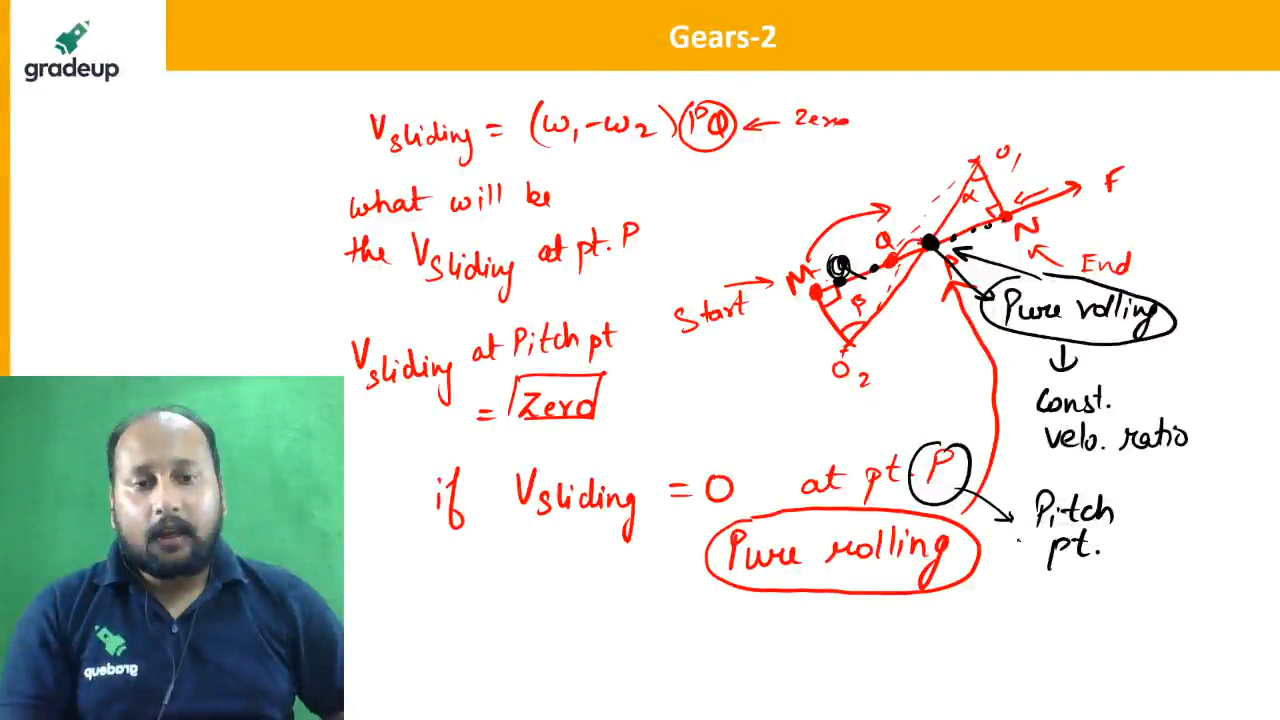 Gears-2
gradeup
Vsliding = (ω1-ω2) PQ ← Zero
what will be
the Vsliding at pt. P
Vsliding at Pitch pt
= Zero
if Vsliding = 0 at pt. P
Pure rolling
Pitch
pt.
O1
α
F
N
End
Q
M
Start
β
O2
Pure rolling
const.
velo. ratio
gradeup